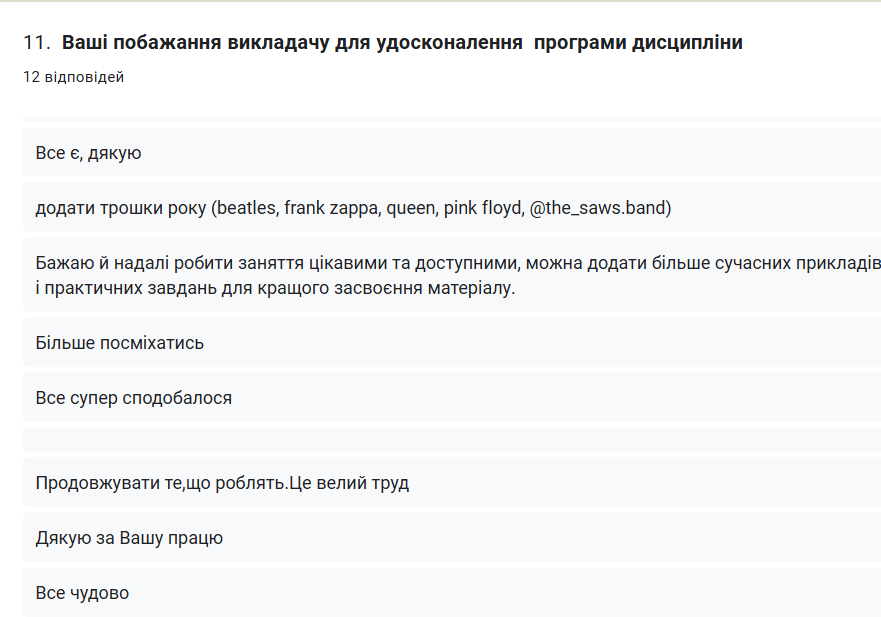 11. Ваші побажання викладачу для удосконалення програми дисципліни
12 відповідей
Все є, дякую
додати трошки року (beatles, frank zappa, queen, pink floyd, @the_saws.band)
Бажаю й надалі робити заняття цікавими та доступними, можна додати більше сучасних прикладів
і практичних завдань для кращого засвоєння матеріалу.
Більше посміхатись
Все супер сподобалося
Продовжувати те,що роблять.Це велий труд
Дякую за Вашу працю
Все чудово